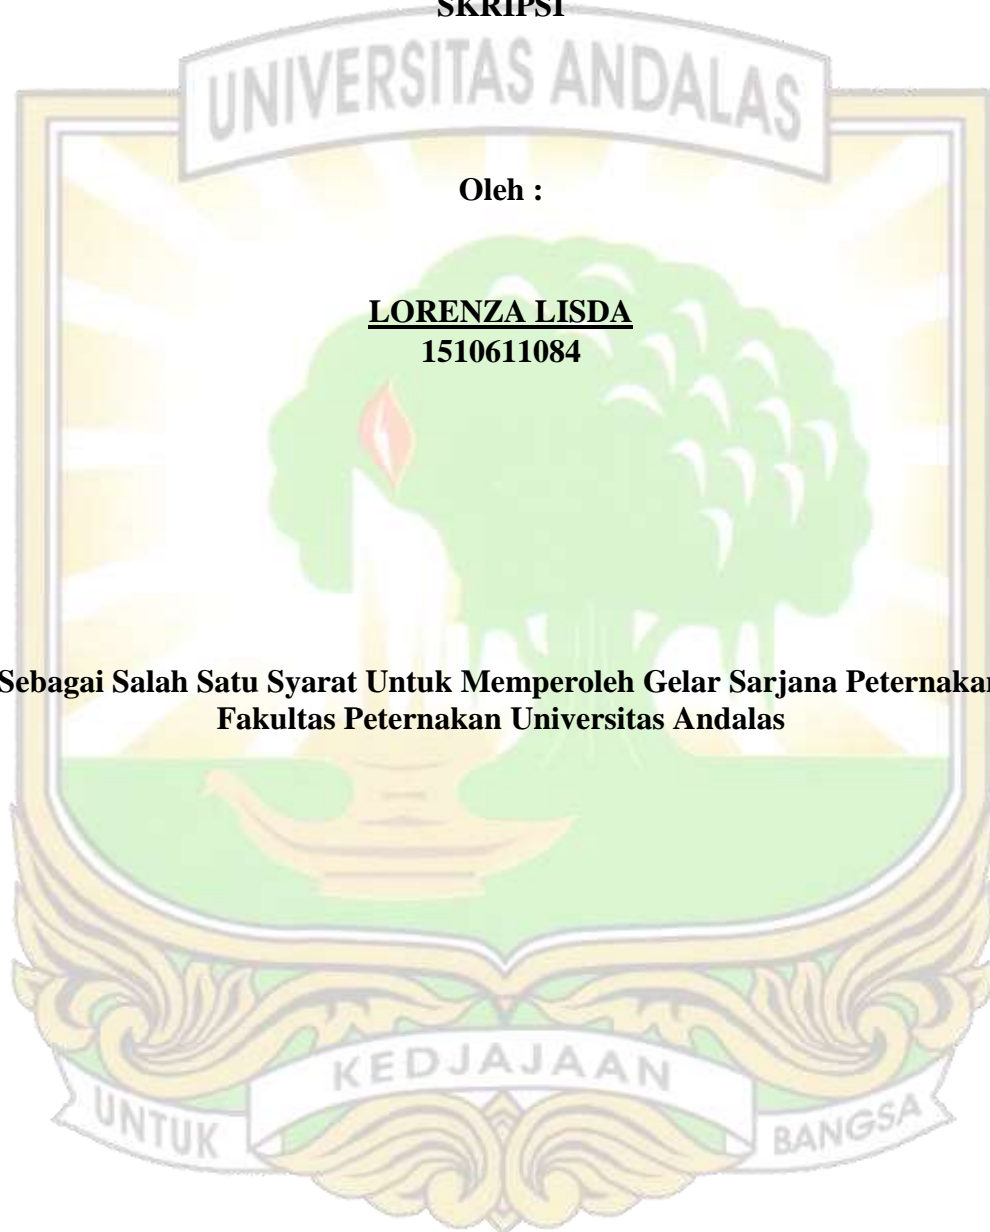 SKRIPSI
UNIVERSITAS ANDALAS
Oleh :
LORENZA LISDA
1510611084
Sebagai Salah Satu Syarat Untuk Memperoleh Gelar Sarjana Peternakan
Fakultas Peternakan Universitas Andalas
KEDJAJAAN
UNTUK
BANGSA